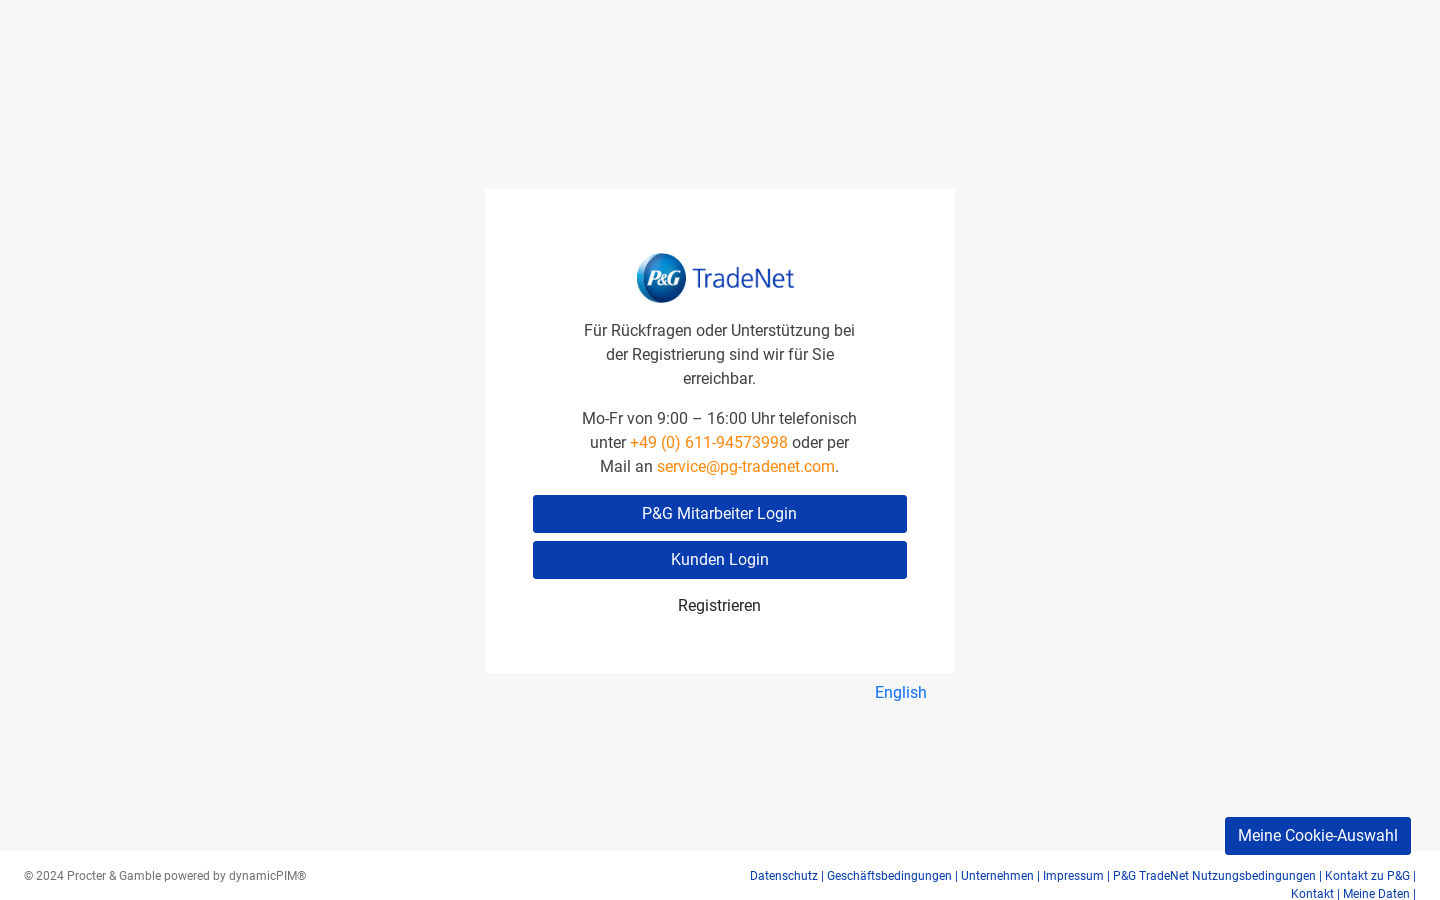 P&G TradeNet
Für Rückfragen oder Unterstützung bei
der Registrierung sind wir für Sie
erreichbar.
Mo-Fr von 9:00 – 16:00 Uhr telefonisch
unter +49 (0) 611-94573998 oder per
Mail an service@pg-tradenet.com.
P&G Mitarbeiter Login
Kunden Login
Registrieren
English
Meine Cookie-Auswahl
© 2024 Procter & Gamble powered by dynamicPIM®
Datenschutz | Geschäftsbedingungen | Unternehmen | Impressum | P&G TradeNet Nutzungsbedingungen | Kontakt zu P&G |
Kontakt | Meine Daten |